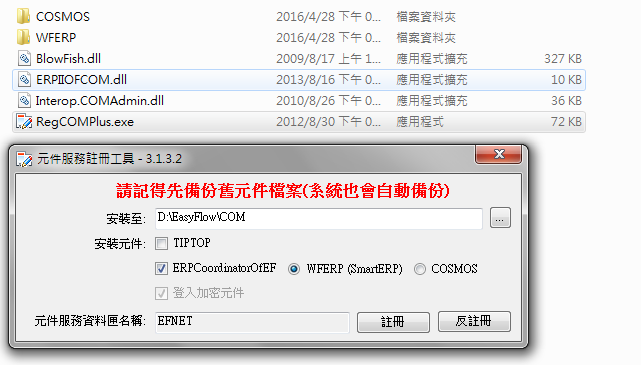 COSMOS 2016/4/28 下午 0... 檔案資料夾
WFERP 2016/4/28 下午 0... 檔案資料夾
BlowFish.dll 2009/8/17 上午 1... 應用程式擴充 327 KB
ERPIIOFCOM.dll 2013/8/16 下午 0... 應用程式擴充 10 KB
Interop.COMAdmin.dll 2010/8/26 下午 0... 應用程式擴充 36 KB
RegCOMPlus.exe 2012/8/30 下午 0... 應用程式 72 KB
元件服務註冊工具 - 3.1.3.2
請記得先備份舊元件檔案(系統也會自動備份)
安裝至: D:\EasyFlow\COM ...
安裝元件: TIPTOP
ERPCoordinatorOfEF WFERP (SmartERP) COSMOS
登入加密元件
元件服務資料匣名稱: EFNET 註冊 反註冊